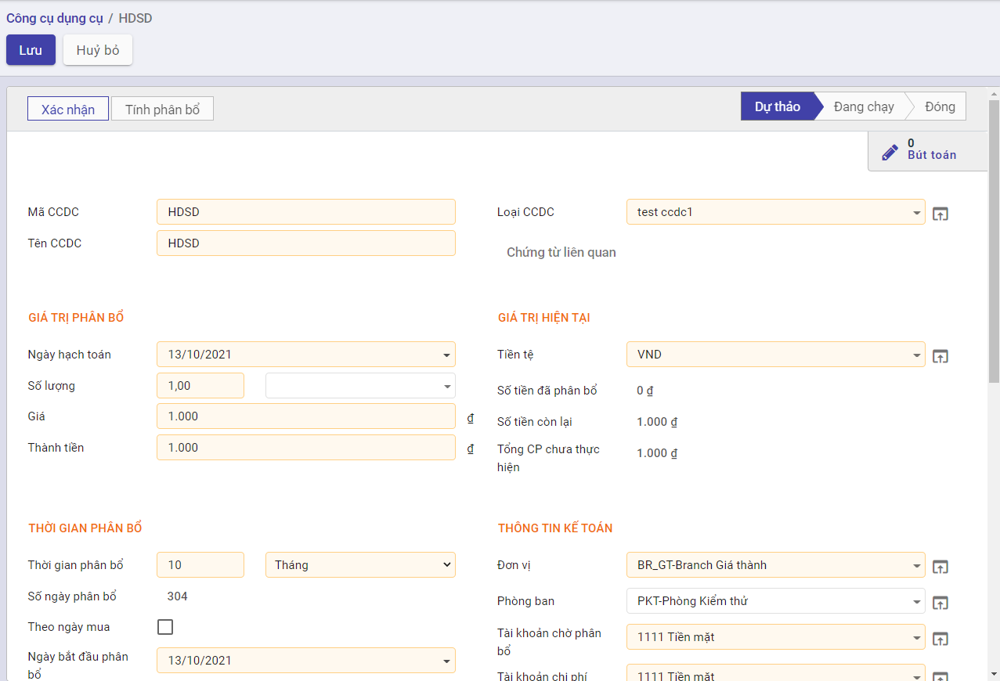 Công cụ dụng cụ / HDSD
Lưu Huỷ bỏ
Xác nhận Tính phân bổ Dự thảo Đang chạy Đóng
0
Bút toán
Mã CCDC HDSD Loại CCDC test ccdc1
Tên CCDC HDSD
Chứng từ liên quan
GIÁ TRỊ PHÂN BỔ GIÁ TRỊ HIỆN TẠI
Ngày hạch toán 13/10/2021 Tiền tệ VND
Số lượng 1,00 Số tiền đã phân bổ 0 ₫
Giá 1.000 ₫ Số tiền còn lại 1.000 ₫
Thành tiền 1.000 ₫ Tổng CP chưa thực
hiện 1.000 ₫
THỜI GIAN PHÂN BỔ THÔNG TIN KẾ TOÁN
Thời gian phân bổ 10 Tháng Đơn vị BR_GT-Branch Giá thành
Số ngày phân bổ 304 Phòng ban PKT-Phòng Kiểm thử
Theo ngày mua Tài khoản chờ phân
bổ 1111 Tiền mặt
Ngày bắt đầu phân
bổ 13/10/2021 Tài khoản chi phí 1111 Tiền mặt